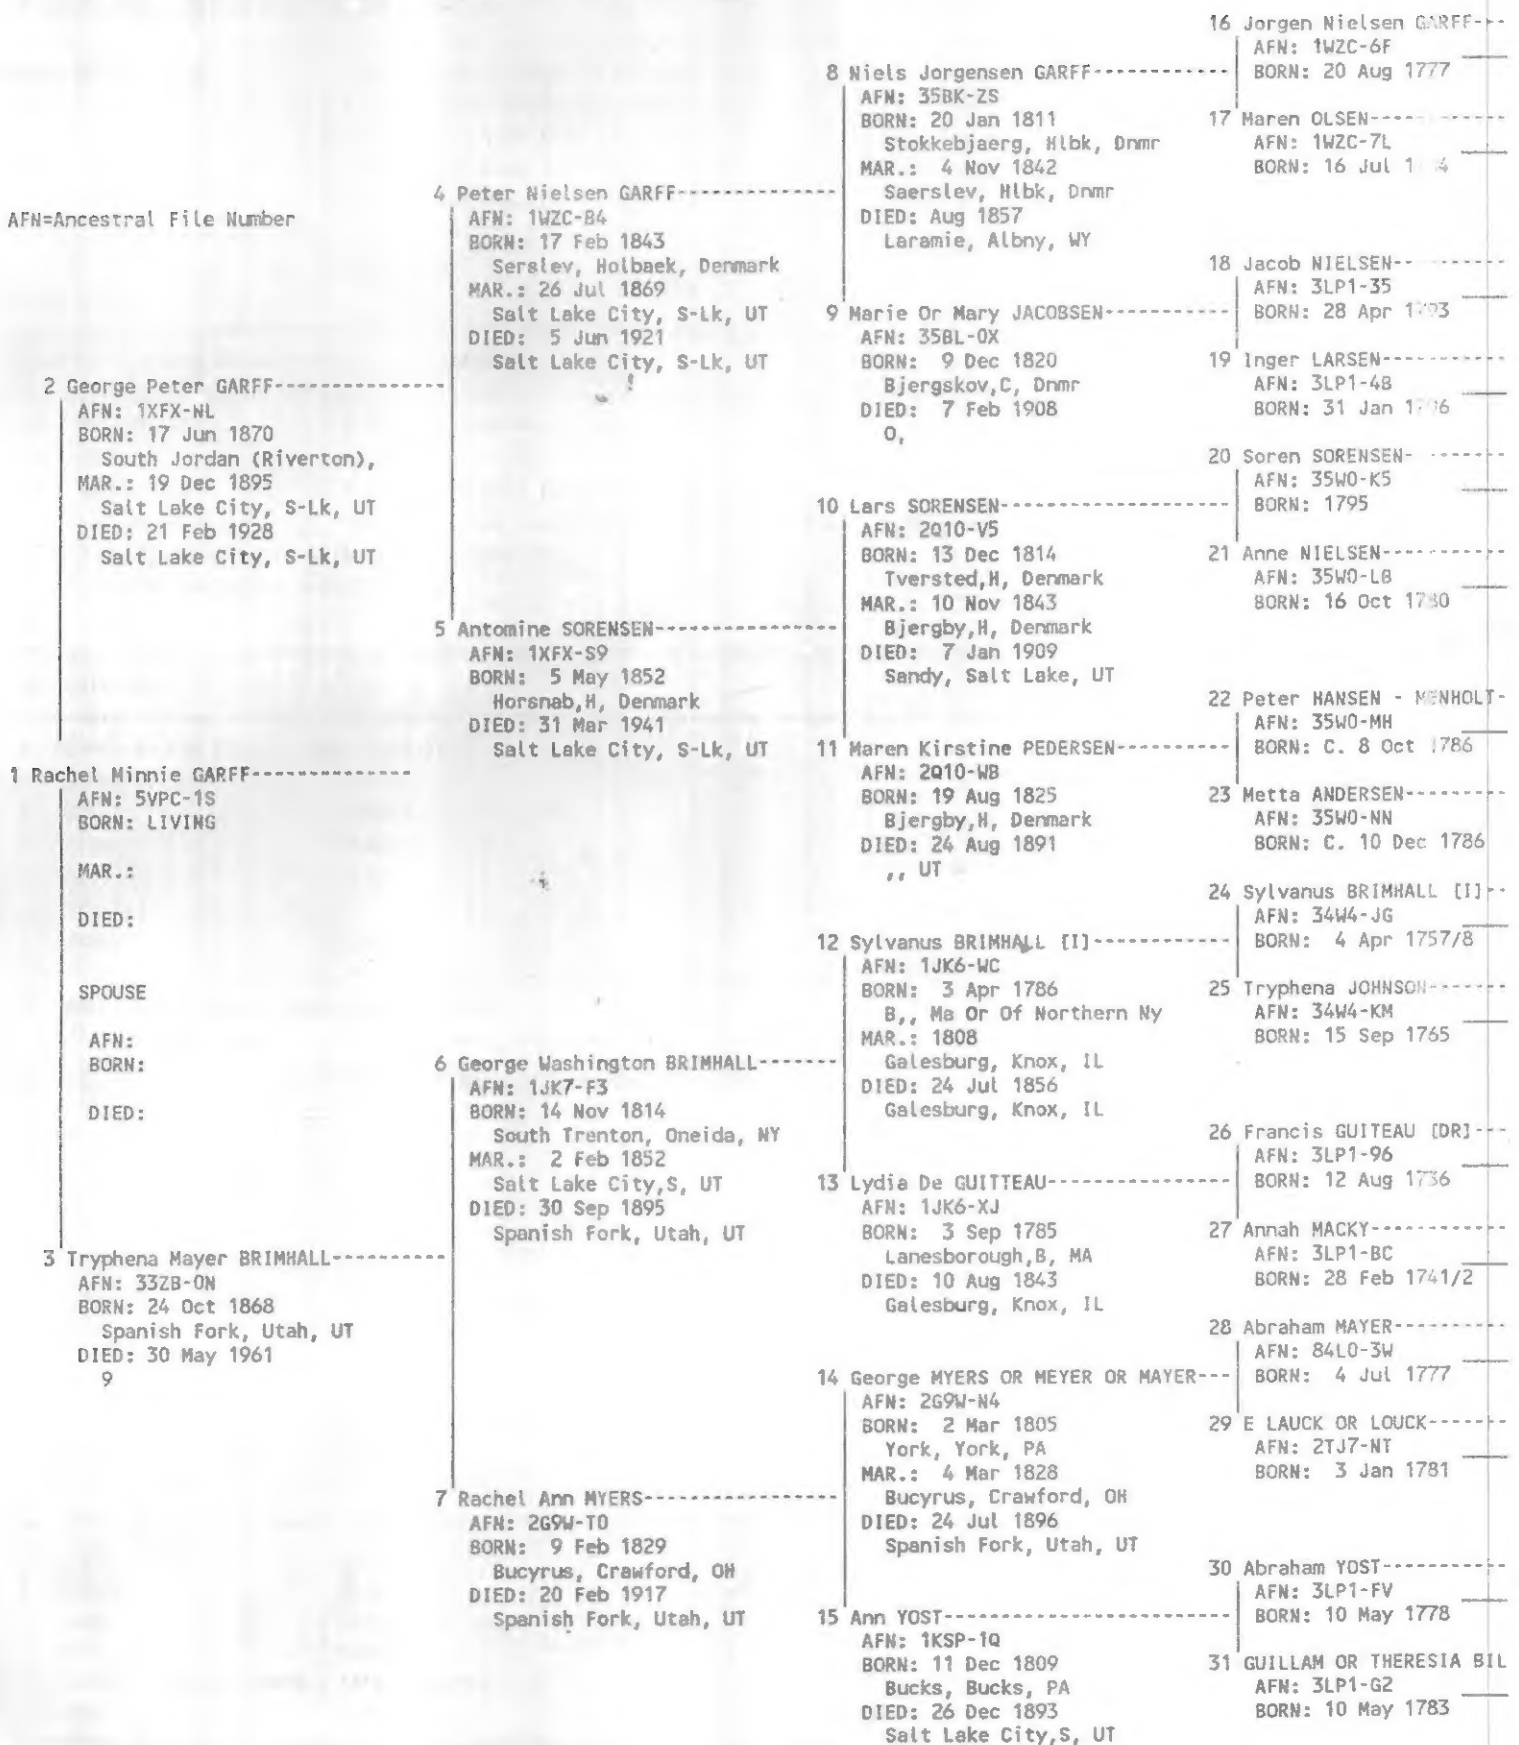 AFN=Ancestral File Number
1 Rachel Minnie GARFF
AFN: 5VPC-1S
BORN: LIVING
MAR.:
DIED:
SPOUSE
AFN:
BORN:
DIED:
2 George Peter GARFF
AFN: 1XFX-NL
BORN: 17 Jun 1870
South Jordan (Riverton),
MAR.: 19 Dec 1895
Salt Lake City, S-Lk, UT
DIED: 21 Feb 1928
Salt Lake City, S-Lk, UT
3 Tryphena Mayer BRIMHALL
AFN: 33ZB-0N
BORN: 24 Oct 1868
Spanish Fork, Utah, UT
DIED: 30 May 1961
9
4 Peter Nielsen GARFF
AFN: 1WZC-84
BORN: 17 Feb 1843
Serslev, Holbaek, Denmark
MAR.: 26 Jul 1869
Salt Lake City, S-Lk, UT
DIED: 5 Jun 1921
Salt Lake City, S-Lk, UT
5 Antomine SORENSEN
AFN: 1XFX-S9
BORN: 5 May 1852
Horsnab,H, Denmark
DIED: 31 Mar 1941
Salt Lake City, S-Lk, UT
6 George Washington BRIMHALL
AFN: 1JK7-F3
BORN: 14 Nov 1814
South Trenton, Oneida, NY
MAR.: 2 Feb 1852
Salt Lake City,S, UT
DIED: 30 Sep 1895
Spanish Fork, Utah, UT
7 Rachel Ann MYERS
AFN: 2G9W-T0
BORN: 9 Feb 1829
Bucyrus, Crawford, OH
DIED: 20 Feb 1917
Spanish Fork, Utah, UT
8 Niels Jorgensen GARFF
AFN: 35BK-ZS
BORN: 20 Jan 1811
Stokkebjaerg, Hlbk, Dnmr
MAR.: 4 Nov 1842
Saerslev, Hlbk, Dnmr
DIED: Aug 1857
Laramie, Albny, WY
9 Marie Or Mary JACOBSEN
AFN: 35BL-0X
BORN: 9 Dec 1820
Bjergskov,C, Dnmr
DIED: 7 Feb 1908
O,
10 Lars SORENSEN
AFN: 2Q10-V5
BORN: 13 Dec 1814
Tversted,H, Denmark
MAR.: 10 Nov 1843
Bjergby,H, Denmark
DIED: 7 Jan 1909
Sandy, Salt Lake, UT
11 Maren Kirstine PEDERSEN
AFN: 2Q10-WB
BORN: 19 Aug 1825
Bjergby,H, Denmark
DIED: 24 Aug 1891
,, UT
12 Sylvanus BRIMHALL [I]
AFN: 1JK6-WC
BORN: 3 Apr 1786
B,, Ma Or Of Northern Ny
MAR.: 1808
Galesburg, Knox, IL
DIED: 24 Jul 1856
Galesburg, Knox, IL
13 Lydia De GUITTEAU
AFN: 1JK6-XJ
BORN: 3 Sep 1785
Lanesborough,B, MA
DIED: 10 Aug 1843
Galesburg, Knox, IL
14 George MYERS OR MEYER OR MAYER
AFN: 2G9W-N4
BORN: 2 Mar 1805
York, York, PA
MAR.: 4 Mar 1828
Bucyrus, Crawford, OH
DIED: 24 Jul 1896
Spanish Fork, Utah, UT
15 Ann YOST
AFN: 1KSP-1Q
BORN: 11 Dec 1809
Bucks, Bucks, PA
DIED: 26 Dec 1893
Salt Lake City,S, UT
16 Jorgen Nielsen GARFF
AFN: 1WZC-6F
BORN: 20 Aug 1777
17 Maren OLSEN
AFN: 1WZC-7L
BORN: 16 Jul
18 Jacob NIELSEN
AFN: 3LP1-35
BORN: 28 Apr 1793
19 Inger LARSEN
AFN: 3LP1-48
BORN: 31 Jan 1796
20 Soren SORENSEN
AFN: 35W0-K5
BORN: 1795
21 Anne NIELSEN
AFN: 35W0-LB
BORN: 16 Oct 1780
22 Peter HANSEN - MENHOLT
AFN: 35W0-MH
BORN: C. 8 Oct 1786
23 Metta ANDERSEN
AFN: 35W0-NN
BORN: C. 10 Dec 1786
24 Sylvanus BRIMHALL [I]
AFN: 34W4-JG
BORN: 4 Apr 1757/8
25 Tryphena JOHNSON
AFN: 34W4-KM
BORN: 15 Sep 1765
26 Francis GUITEAU [DR]
AFN: 3LP1-96
BORN: 12 Aug 1736
27 Annah MACKY
AFN: 3LP1-BC
BORN: 28 Feb 1741/2
28 Abraham MAYER
AFN: 84L0-3W
BORN: 4 Jul 1777
29 E LAUCK OR LOUCK
AFN: 2TJ7-NT
BORN: 3 Jan 1781
30 Abraham YOST
AFN: 3LP1-FV
BORN: 10 May 1778
31 GUILLAM OR THERESIA BIL
AFN: 3LP1-G2
BORN: 10 May 1783